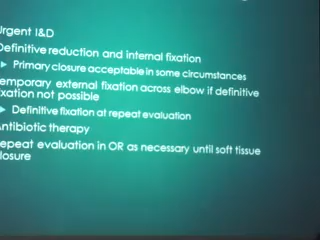 Urgent I&D
Definitive reduction and internal fixation
Primary closure acceptable in some circumstances
Temporary external fixation across elbow if definitive
fixation not possible
Definitive fixation at repeat evaluation
Antibiotic therapy
Repeat evaluation in OR as necessary until soft tissue
closure